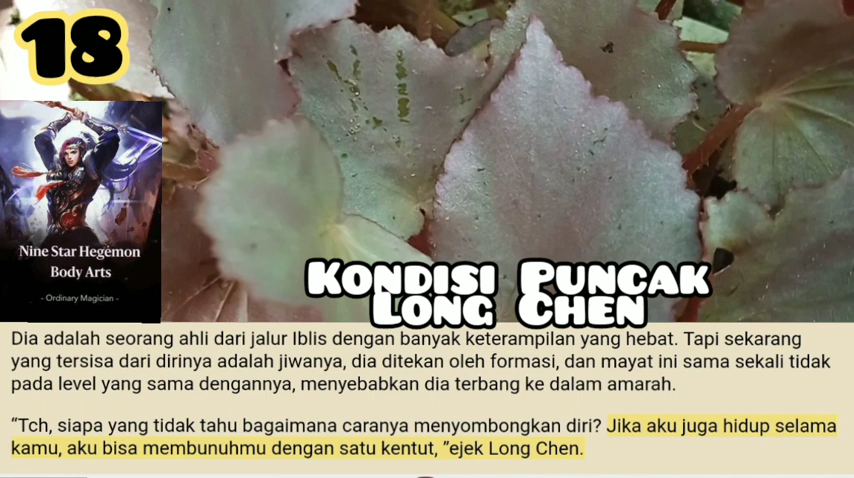 18
Nine Star Hegemon
Body Arts
- Ordinary Magician -
KONDISI PUNCAK
LONG CHEN
Dia adalah seorang ahli dari jalur Iblis dengan banyak keterampilan yang hebat. Tapi sekarang
yang tersisa dari dirinya adalah jiwanya, dia ditekan oleh formasi, dan mayat ini sama sekali tidak
pada level yang sama dengannya, menyebabkan dia terbang ke dalam amarah.
“Tch, siapa yang tidak tahu bagaimana caranya menyombongkan diri? Jika aku juga hidup selama
kamu, aku bisa membunuhmu dengan satu kentut, ”ejek Long Chen.